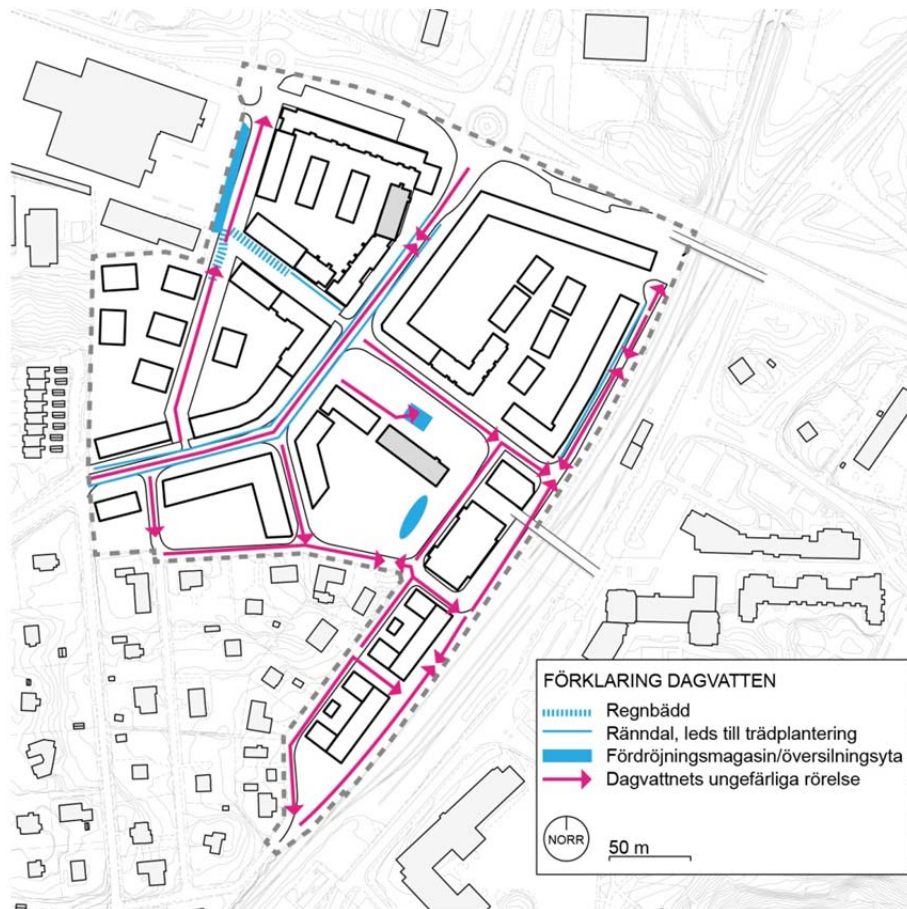 FÖRKLARING DAGVATTEN
Regnbädd
Ränndal, leds till trädplantering
Fördröjningsmagasin/översilningsyta
Dagvattnets ungefärliga rörelse
NORR
50 m